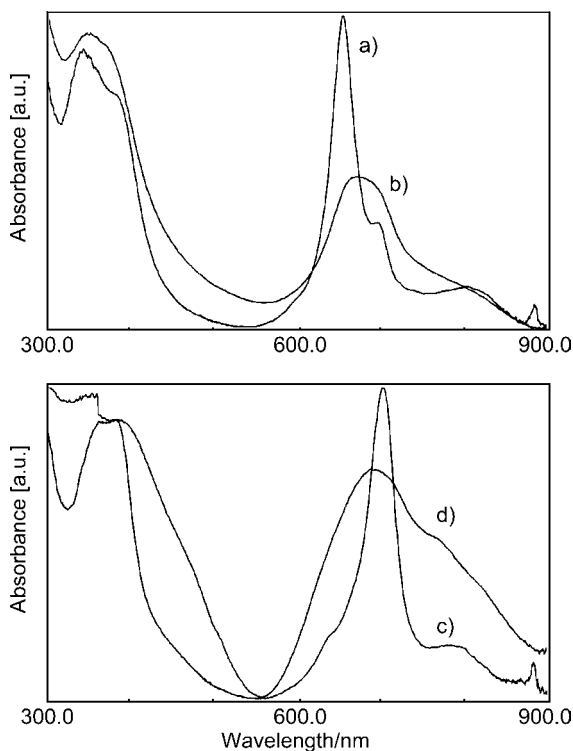 Absorbance [a.u.]
a)
b)
300.0 600.0 900.0
Absorbance [a.u.]
d)
c)
300.0 600.0 900.0
Wavelength/nm